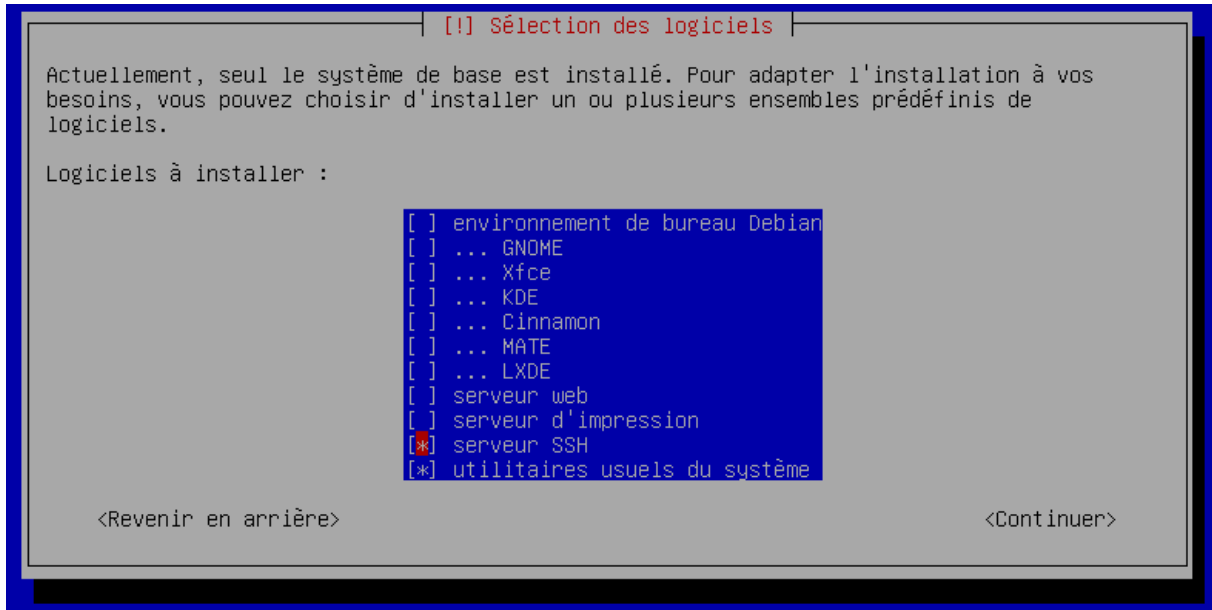 [!] Sélection des logiciels
Actuellement, seul le système de base est installé. Pour adapter l'installation à vos
besoins, vous pouvez choisir d'installer un ou plusieurs ensembles prédéfinis de
logiciels.
Logiciels à installer :
[ ] environnement de bureau Debian
[ ] ... GNOME
[ ] ... Xfce
[ ] ... KDE
[ ] ... Cinnamon
[ ] ... MATE
[ ] ... LXDE
[ ] serveur web
[ ] serveur d'impression
[*] serveur SSH
[*] utilitaires usuels du système
<Revenir en arrière> <Continuer>